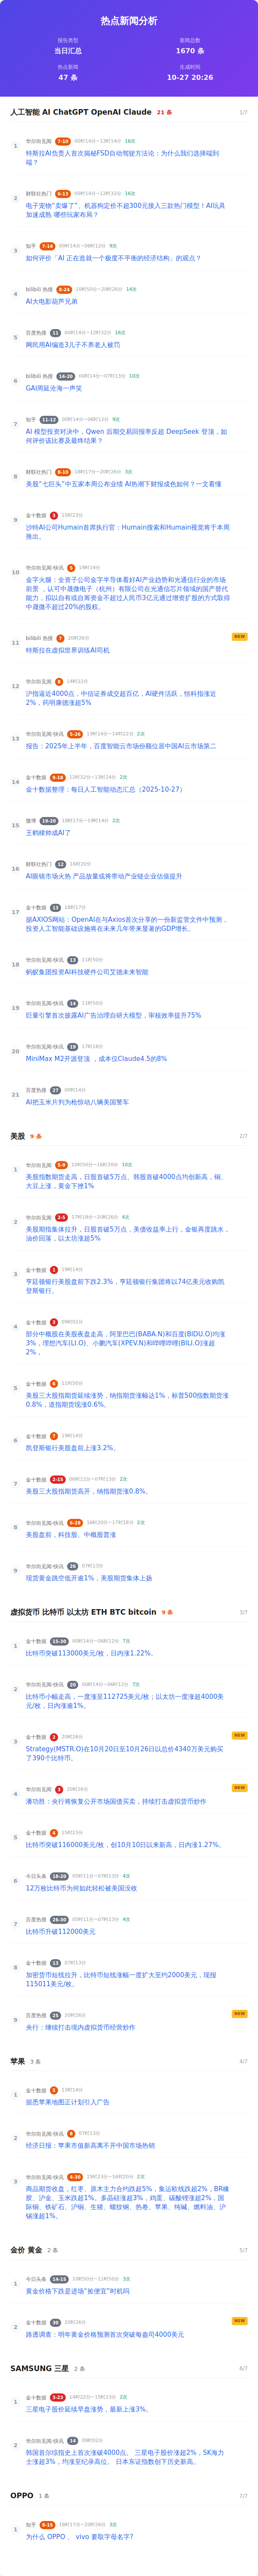 热点新闻分析
报告类型
当日汇总
新闻总数
1670 条
热点新闻
47 条
生成时间
10-27 20:26
人工智能 AI ChatGPT OpenAI Claude 21 条 1/7
1
华尔街见闻 7-10 00时14分~13时14分 16次
特斯拉AI负责人首次揭秘FSD自动驾驶方法论：为什么我们选择端到
端？
2
财联社热门 6-13 00时14分~12时32分 16次
电子宠物"卖爆了"、机器狗定价不超300元接入三款热门模型！AI玩具
加速成熟 哪些玩家布局？
3
知乎 7-14 00时14分~06时12分 9次
如何评价「AI 正在造就一个极度不平衡的经济结构」的观点？
4
bilibili 热搜 8-24 10时50分~20时26分 14次
AI大电影葫芦兄弟
5
百度热搜 11 00时14分~12时32分 16次
网民用AI编造3儿子不养老人被罚
6
bilibili 热搜 14-20 00时14分~07时13分 10次
GAI周延沧海一声笑
7
知乎 11-12 00时14分~06时12分 9次
AI 模型投资对决中，Qwen 后期交易回报率反超 DeepSeek 登顶，如
何评价该比赛及最终结果？
8
财联社热门 8-10 18时17分~20时26分 3次
美股"七巨头"中五家本周公布业绩 AI热潮下财报成色如何？一文看懂
9
金十数据 3 15时23分
沙特AI公司Humain首席执行官：Humain搜索和Humain视觉将于本周
推出。
10
华尔街见闻-快讯 5 19时14分
金字火腿：全资子公司金字半导体看好AI产业趋势和光通信行业的市场
前景 ，认可中晟微电子（杭州）有限公司在光通信芯片领域的国产替代
能力，拟以自有或自筹资金不超过人民币3亿元通过增资扩股的方式取得
中晟微不超过20%的股权。
11
bilibili 热搜 7 20时26分 NEW
特斯拉在虚拟世界训练AI司机
12
华尔街见闻 8 14时22分
沪指逼近4000点，中信证券成交超百亿，AI硬件活跃，恒科指涨近
2%，药明康德涨超5%
13
华尔街见闻-快讯 5-26 13时14分~14时22分 2次
报告：2025年上半年，百度智能云市场份额位居中国AI云市场第二
14
金十数据 9-18 12时32分~13时14分 2次
金十数据整理：每日人工智能动态汇总（2025-10-27）
15
微博 19-20 18时17分~19时14分 2次
王鹤棣帅成AI了
16
财联社热门 12 16时20分
AI眼镜市场火热 产品放量或将带动产业链企业估值提升
17
金十数据 13 18时17分
据AXIOS网站：OpenAI在与Axios首次分享的一份新监管文件中预测，
投资人工智能基础设施将在未来几年带来显著的GDP增长。
18
华尔街见闻-快讯 13 11时50分
蚂蚁集团投资AI科技硬件公司艾德未来智能
19
华尔街见闻-快讯 14 11时50分
巨量引擎首次披露AI广告治理自研大模型，审核效率提升75%
20
华尔街见闻-快讯 19 17时18分
MiniMax M2开源登顶 ，成本仅Claude4.5的8%
21
百度热搜 27 00时14分
AI把玉米片判为枪惊动八辆美国警车
美股 9 条 2/7
1
华尔街见闻 5-9 10时50分~16时20分 10次
美股指数期货走高，日股首破5万点、韩股首破4000点均创新高，铜、
大豆上涨，黄金下挫1%
2
华尔街见闻 2-5 17时18分~20时26分 4次
美股期指集体拉升，日股首破5万点，美债收益率上行，金银再度跳水，
油价回落，以太坊涨超5%
3
金十数据 1 19时14分
亨廷顿银行美股盘前下跌2.3%，亨廷顿银行集团将以74亿美元收购凯
登斯银行。
4
金十数据 3 09时02分
部分中概股在美股夜盘走高，阿里巴巴(BABA.N)和百度(BIDU.O)均涨
3%，理想汽车(LI.O)、小鹏汽车(XPEV.N)和哔哩哔哩(BILI.O)涨超
2%，
5
金十数据 6 11时50分
美股三大股指期货延续涨势，纳指期货涨幅达1%，标普500指数期货涨
0.8%，道指期货现涨0.6%。
6
金十数据 7 19时14分
凯登斯银行美股盘前上涨3.2%。
7
金十数据 2-15 06时12分~07时13分 2次
美股三大股指期货高开，纳指期货涨0.8%。
8
华尔街见闻-快讯 6-28 16时20分~17时18分 2次
美股盘前，科技股、中概股普涨
9
华尔街见闻-快讯 26 07时13分
现货黄金跳空低开逾1%，美股期货集体上扬
虚拟货币 比特币 以太坊 ETH BTC bitcoin 9 条 3/7
1
金十数据 15-30 00时14分~06时12分 7次
比特币突破113000美元/枚，日内涨1.22%。
2
华尔街见闻-快讯 20 00时14分~06时12分 7次
比特币小幅走高，一度涨至112725美元/枚；以太坊一度涨超4000美
元/枚，日内涨逾1%。
3
金十数据 2 20时26分 NEW
Strategy(MSTR.O)在10月20日至10月26日以总价4340万美元购买
了390个比特币。
4
华尔街见闻 3 20时26分 NEW
潘功胜：央行将恢复公开市场国债买卖，持续打击虚拟货币炒作
5
金十数据 4 15时23分
比特币突破116000美元/枚，创10月10日以来新高，日内涨1.27%。
6
今日头条 19-20 05时11分~07时13分 4次
12万枚比特币为何如此轻松被美国没收
7
百度热搜 26-30 05时11分~07时13分 4次
比特币升破112000美元
8
金十数据 13 07时13分
加密货币短线拉升，比特币短线涨幅一度扩大至约2000美元，现报
115011美元/枚。
9
百度热搜 25 20时26分 NEW
央行：继续打击境内虚拟货币经营炒作
苹果 3 条 4/7
1
金十数据 5 13时14分
据悉苹果地图正计划引入广告
2
华尔街见闻-快讯 8 07时13分
经济日报：苹果市值新高离不开中国市场热销
3
华尔街见闻-快讯 4-30 15时23分~16时20分 2次
商品期货收盘，红枣、原木主力合约跌超5%，集运欧线跌超2%，BR橡
胶、沪金、玉米跌超1%。多晶硅涨超3%，鸡蛋、碳酸锂涨超2%，国
际铜、铁矿石、沪铜、生猪、螺纹钢、热卷、苹果、纯碱、燃料油、沪
锡涨超1%。
金价 黄金 2 条 5/7
1
今日头条 14-15 10时50分~11时50分 3次
黄金价格下跌是进场"捡便宜"时机吗
2
金十数据 30 20时26分 NEW
路透调查：明年黄金价格预测首次突破每盎司4000美元
SAMSUNG 三星 2 条 6/7
1
金十数据 3-23 14时22分~15时23分 2次
三星电子股价延续早盘涨势，最新上涨3%。
2
华尔街见闻-快讯 14 09时02分
韩国首尔综指史上首次涨破4000点。 三星电子股价涨超2%，SK海力
士涨超3%，均涨至纪录高位。 日本东证指数创下历史新高。
OPPO 1 条 7/7
1
知乎 6-15 18时17分~20时26分 3次
为什么 OPPO 、 vivo 要取字母名字?